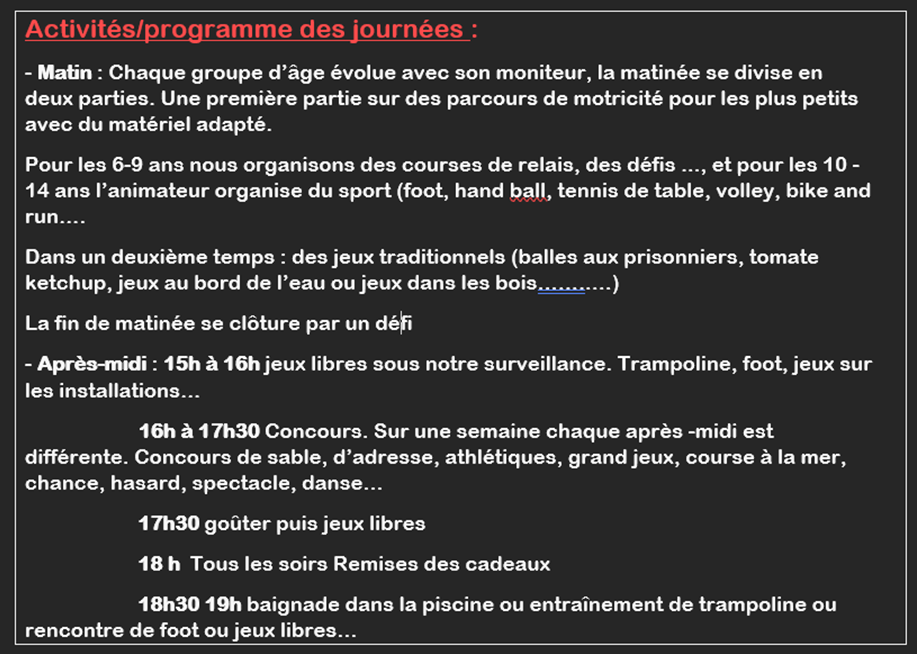 Activités/programme des journées :
- Matin : Chaque groupe d’âge évolue avec son moniteur, la matinée se divise en
deux parties. Une première partie sur des parcours de motricité pour les plus petits
avec du matériel adapté.
Pour les 6-9 ans nous organisons des courses de relais, des défis …, et pour les 10 -
14 ans l’animateur organise du sport (foot, hand ball, tennis de table, volley, bike and
run….
Dans un deuxième temps : des jeux traditionnels (balles aux prisonniers, tomate
ketchup, jeux au bord de l’eau ou jeux dans les bois…….….)
La fin de matinée se clôture par un défi
- Après-midi : 15h à 16h jeux libres sous notre surveillance. Trampoline, foot, jeux sur
les installations…
16h à 17h30 Concours. Sur une semaine chaque après -midi est
différente. Concours de sable, d’adresse, athlétiques, grand jeux, course à la mer,
chance, hasard, spectacle, danse…
17h30 goûter puis jeux libres
18 h  Tous les soirs Remises des cadeaux
18h30 19h baignade dans la piscine ou entraînement de trampoline ou
rencontre de foot ou jeux libres…